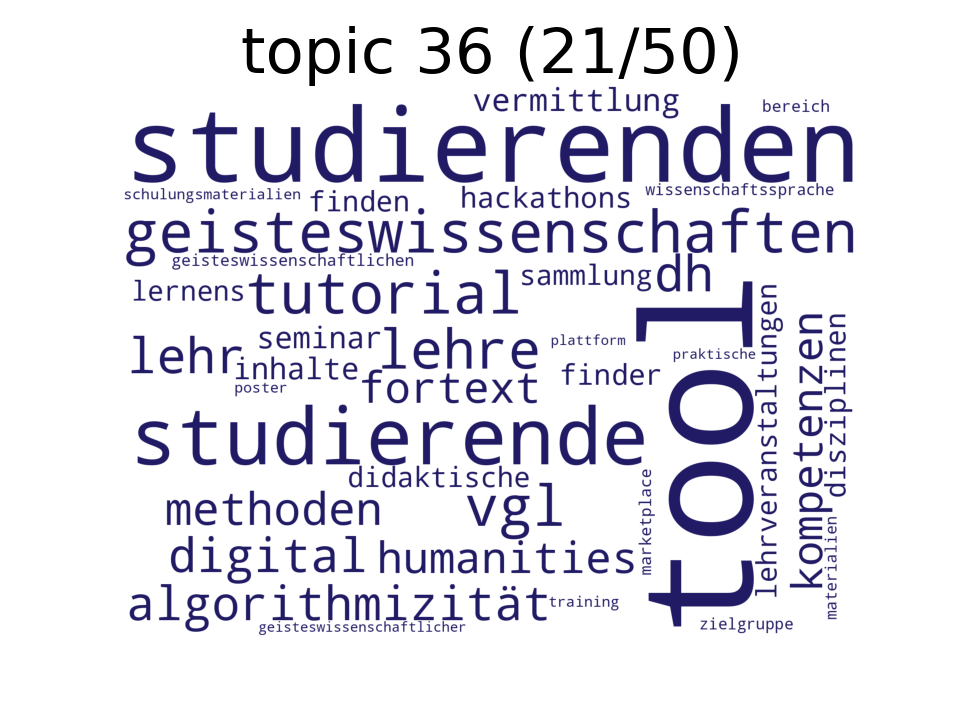 topic 36 (21/50)
vermittlung
bereich
studierenden
schulungsmaterialien
finden
hackathons
wissenschaftssprache
geisteswissenschaften
geisteswissenschaftlichen
lernens
tutorial
sammlung
dh
tool
lehr
seminar
lehre
plattform
praktische
inhalte
poster
fortext
finder
lehrveranstaltungen
kompetenzen
disziplinen
studierende
didaktische
methoden
vgl
marketplace
materialien
digital
humanities
algorithmizität
training
geisteswissenschaftlicher
zielgruppe